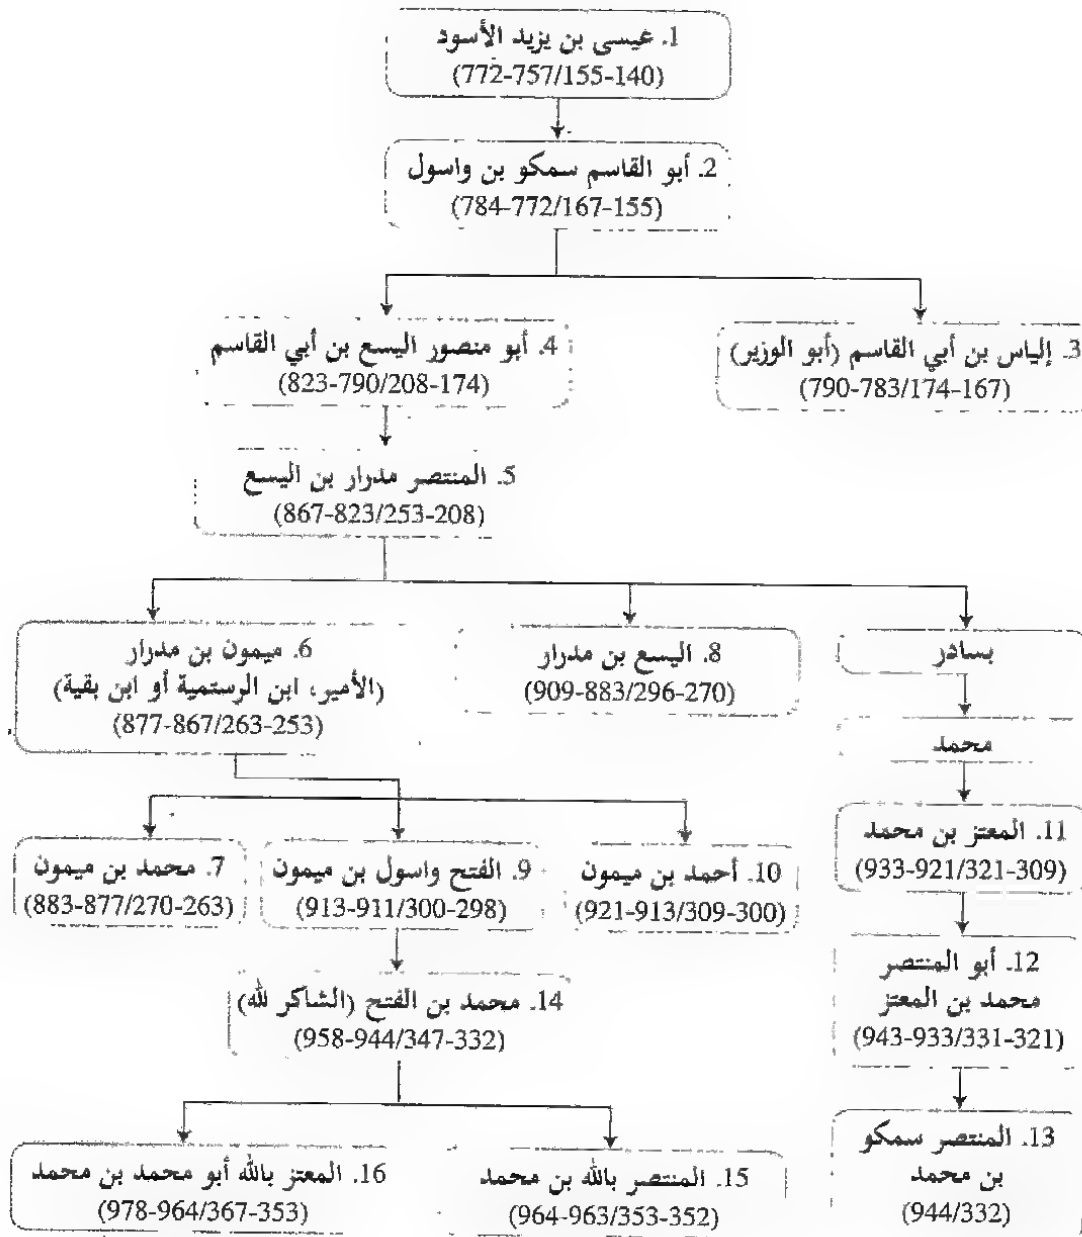 1. عيسى بن يزيد الأسود
(772-757/155-140)
2. أبو القاسم سمكو بن واسول
(784-772/167-155)
3. إلياس بن أبي القاسم (أبو الوزير)
(790-783/174-167)
4. أبو منصور اليسع بن أبي القاسم
(823-790/208-174)
5. المنتصر مدرار بن اليسع
(867-823/253-208)
بسادر
8. اليسع بن مدرار
(909-883/296-270)
6. ميمون بن مدرار
(الأمير، ابن الرستمية أو ابن بقية)
(877-867/263-253)
محمد
11. المعتز بن محمد
(933-921/321-309)
10. أحمد بن ميمون
(921-913/309-300)
9. الفتح واسول بن ميمون
(913-911/300-298)
7. محمد بن ميمون
(883-877/270-263)
12. أبو المنتصر
محمد بن المعتز
(943-933/331-321)
14. محمد بن الفتح (الشاكر لله)
(958-944/347-332)
13. المنتصر سمكو
بن محمد
(944/332)
15. المنتصر بالله بن محمد
(964-963/353-352)
16. المعتز بالله أبو محمد بن محمد
(978-964/367-353)